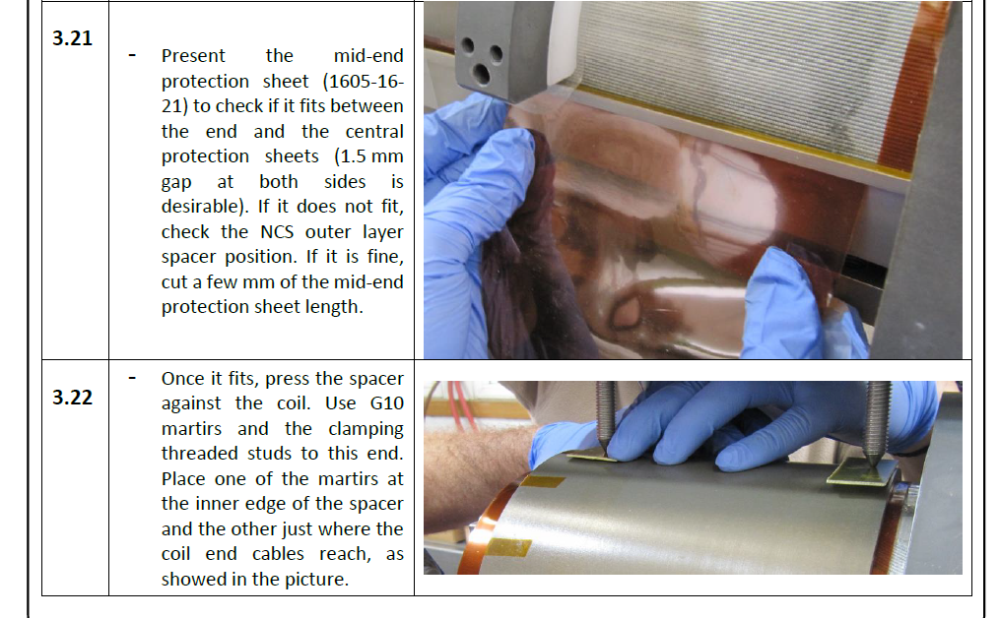 3.21
- Present the mid-end
protection sheet (1605-16-
21) to check if it fits between
the end and the central
protection sheets (1.5 mm
gap at both sides is
desirable). If it does not fit,
check the NCS outer layer
spacer position. If it is fine,
cut a few mm of the mid-end
protection sheet length.
3.22
- Once it fits, press the spacer
against the coil. Use G10
martirs and the clamping
threaded studs to this end.
Place one of the martirs at
the inner edge of the spacer
and the other just where the
coil end cables reach, as
showed in the picture.